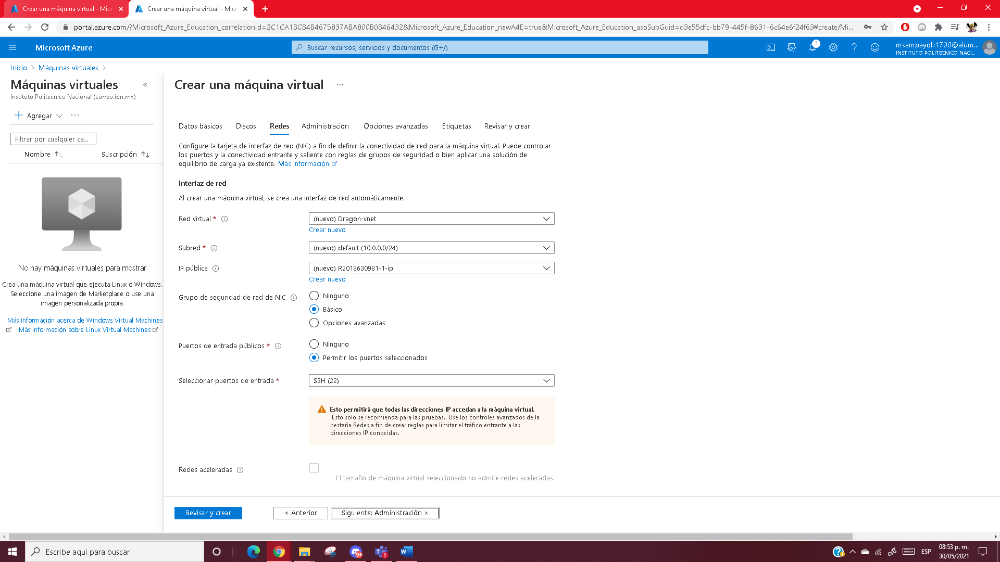 Crear una máquina virtual - Micr
Crear una máquina virtual - Micr
portal.azure.com/?Microsoft_Azure_Education_correlationId=2C1CA1BCB4B4675837ABA800B0B46432&Microsoft_Azure_Education_newA4E=true&Microsoft_Azure_Education_asoSubGuid=d3e55dfc-bb79-445f-8631-6c64e6f24f63#create/Mi...
Microsoft Azure
Buscar recursos, servicios y documentos (G+/)
1
msampayoh1700@alum...
INSTITUTO POLITECNICO NACI...
Inicio
Máquinas virtuales
Máquinas virtuales
«
Instituto Politecnico Nacional (correo.ipn.mx)
Agregar
...
Filtrar por cualquier ca...
Nombre
Suscripción
No hay máquinas virtuales para mostrar
Crea una máquina virtual que ejecuta Linux o Windows.
Seleccione una imagen de Marketplace o use una
imagen personalizada propia.
Más información acerca de Windows Virtual Machines
Más información sobre Linux Virtual Machines
Crear una máquina virtual
...
Datos básicos
Discos
Redes
Administración
Opciones avanzadas
Etiquetas
Revisar y crear
Configure la tarjeta de interfaz de red (NIC) a fin de definir la conectividad de red para la máquina virtual. Puede controlar
los puertos y la conectividad entrante y saliente con reglas de grupos de seguridad o bien aplicar una solución de
equilibrio de carga ya existente. Más información
Interfaz de red
Al crear una máquina virtual, se crea una interfaz de red automáticamente.
Red virtual *
(nuevo) Dragon-vnet
Crear nuevo
Subred *
(nuevo) default (10.0.0.0/24)
IP pública
(nuevo) R2018630981-1-ip
Crear nuevo
Grupo de seguridad de red de NIC
Ninguno
Básico
Opciones avanzadas
Puertos de entrada públicos *
Ninguno
Permitir los puertos seleccionados
Seleccionar puertos de entrada *
SSH (22)
Esto permitirá que todas las direcciones IP accedan a la máquina virtual.
Esto solo se recomienda para las pruebas. Use los controles avanzados de la
pestaña Redes a fin de crear reglas para limitar el tráfico entrante a las
direcciones IP conocidas.
Redes aceleradas
El tamaño de máquina virtual seleccionado no admite redes aceleradas.
Revisar y crear
< Anterior
Siguiente: Administración >
Escribe aquí para buscar
9+
1
ESP
08:53 p. m.
30/05/2021